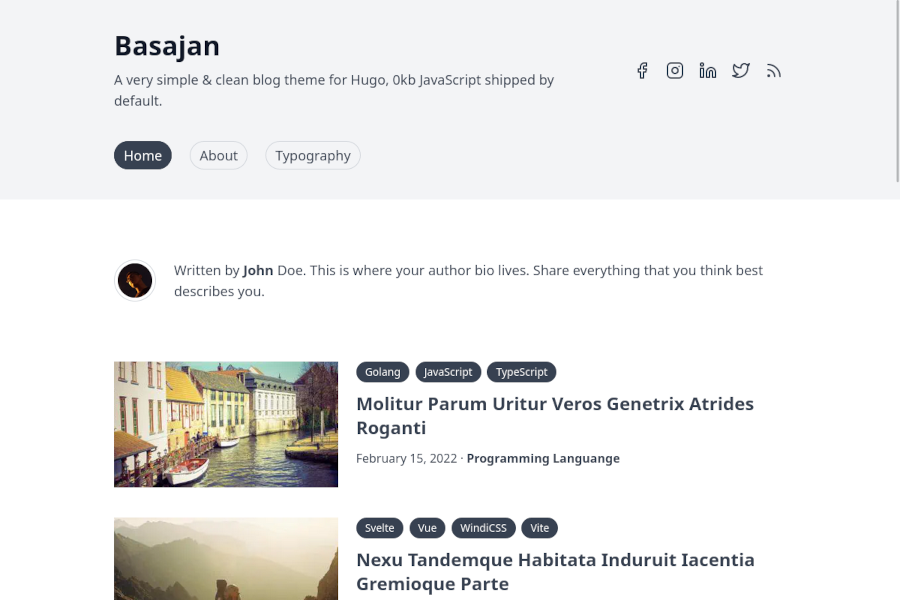 Basajan
A very simple & clean blog theme for Hugo, 0kb JavaScript shipped by
default.
Home
About
Typography
Written by John Doe. This is where your author bio lives. Share everything that you think best
describes you.
Golang
JavaScript
TypeScript
Molitur Parum Uritur Veros Genetrix Atrides
Roganti
February 15, 2022 · Programming Languange
Svelte
Vue
WindiCSS
Vite
Nexu Tandemque Habitata Induruit Iacentia
Gremioque Parte